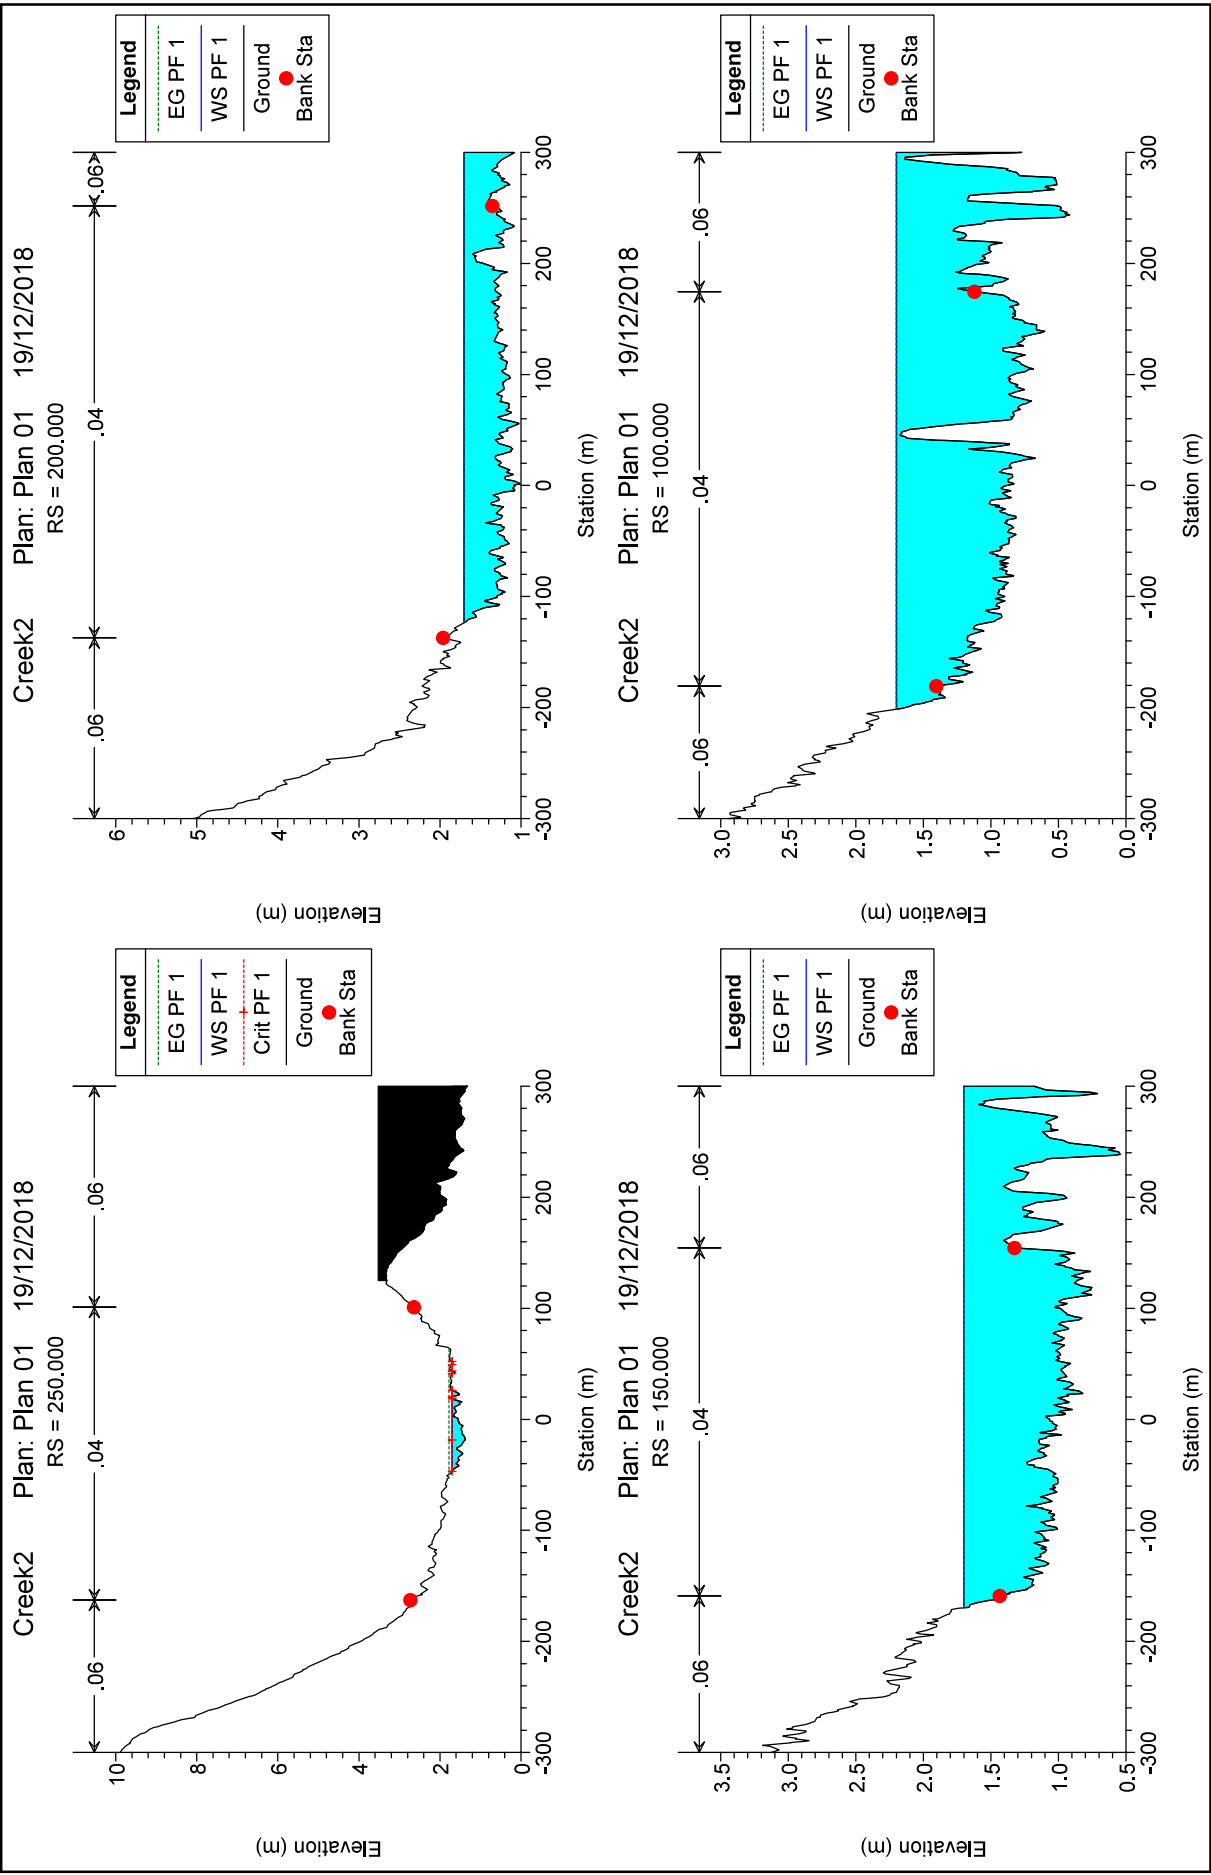 Creek2 Plan: Plan 01 19/12/2018
RS = 250.000
.06
.04
.06
Legend
EG PF 1
WS PF 1
Crit PF 1
Ground
Bank Sta
Elevation (m)
10
8
6
4
2
0
-300
-200
-100
0
100
200
300
Station (m)
Creek2 Plan: Plan 01 19/12/2018
RS = 200.000
.06
.04
.06
Legend
EG PF 1
WS PF 1
Ground
Bank Sta
Elevation (m)
6
5
4
3
2
1
-300
-200
-100
0
100
200
300
Station (m)
Creek2 Plan: Plan 01 19/12/2018
RS = 150.000
.06
.04
.06
Legend
EG PF 1
WS PF 1
Ground
Bank Sta
Elevation (m)
3.5
3.0
2.5
2.0
1.5
1.0
0.5
-300
-200
-100
0
100
200
300
Station (m)
Creek2 Plan: Plan 01 19/12/2018
RS = 100.000
.06
.04
.06
Legend
EG PF 1
WS PF 1
Ground
Bank Sta
Elevation (m)
3.0
2.5
2.0
1.5
1.0
0.5
0.0
-300
-200
-100
0
100
200
300
Station (m)